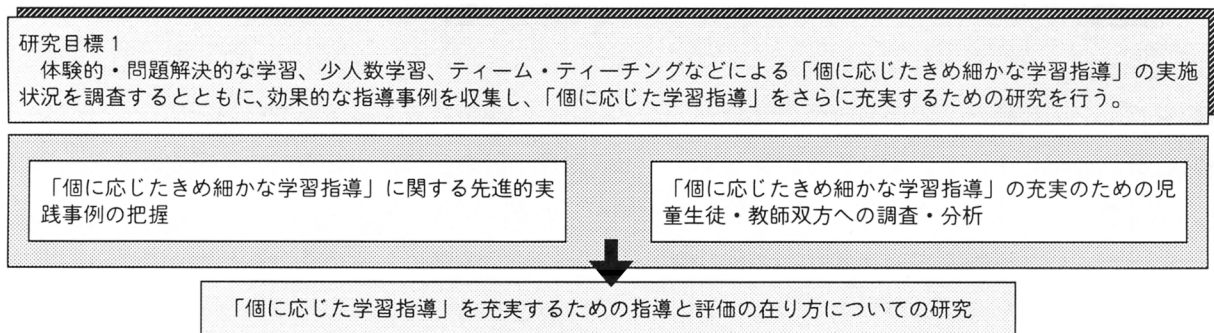 研究目標1
体験的・問題解決的な学習、少人数学習、ティーム・ティーチングなどによる「個に応じたきめ細かな学習指導」の実施
状況を調査するとともに、効果的な指導事例を収集し、「個に応じた学習指導」をさらに充実するための研究を行う。
「個に応じたきめ細かな学習指導」に関する先進的実
践事例の把握
「個に応じたきめ細かな学習指導」の充実のための児
童生徒・教師双方への調査・分析
「個に応じた学習指導」を充実するための指導と評価の在り方についての研究